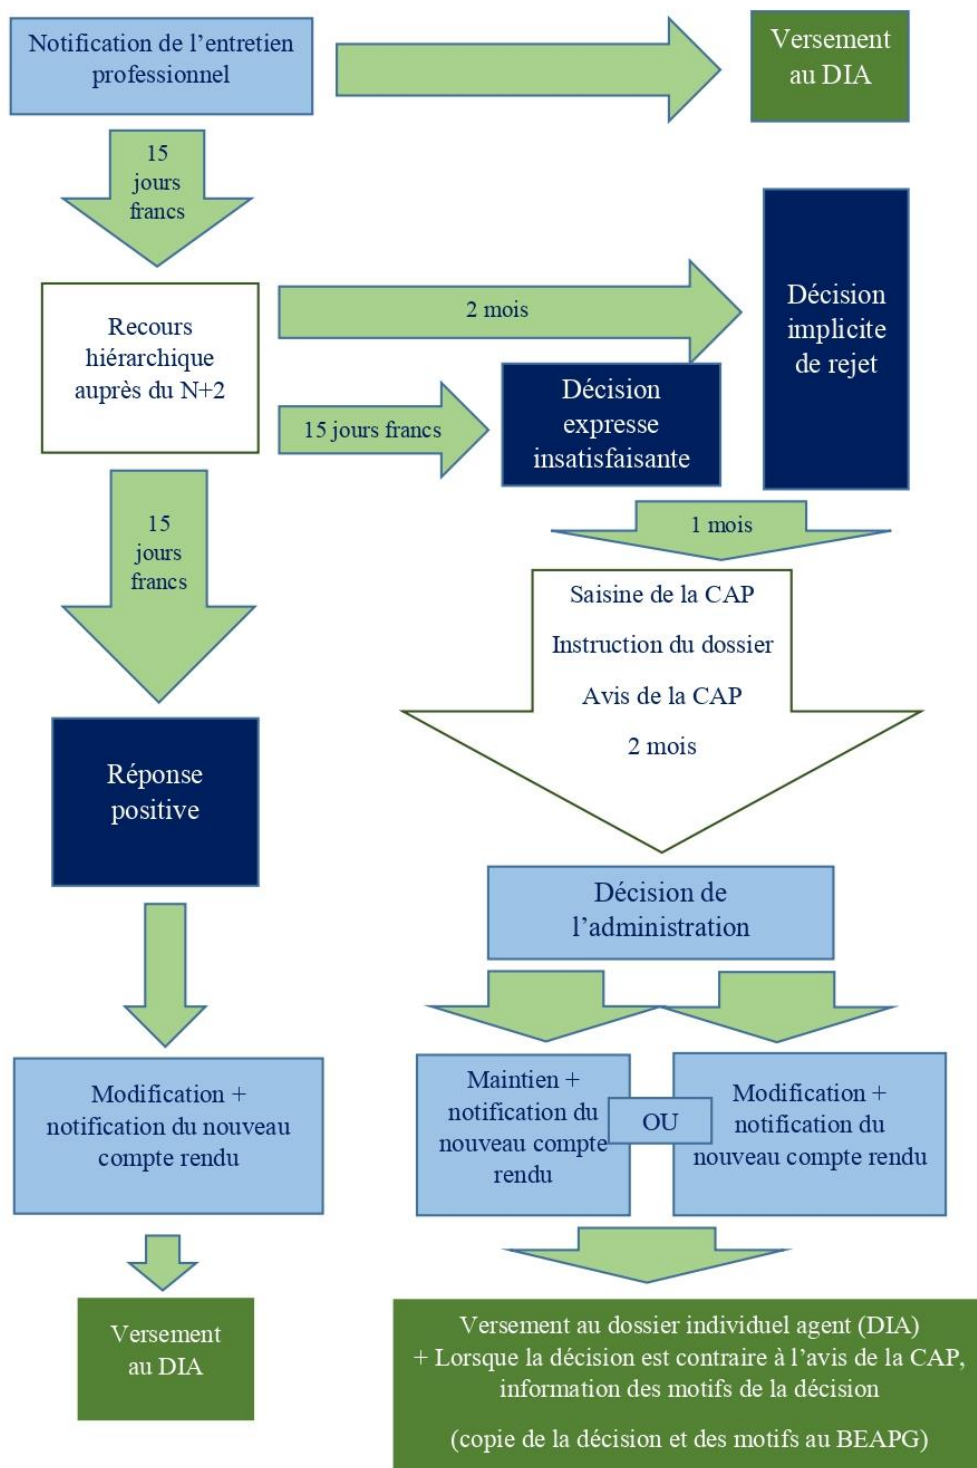 Notification de l’entretien
professionnel
Versement
au DIA
15
jours
francs
Recours
hiérarchique
auprès du N+2
2 mois
Décision
implicite
de rejet
15 jours francs
Décision
expresse
insatisfaisante
15
jours
francs
1 mois
Saisine de la CAP
Instruction du dossier
Avis de la CAP
2 mois
Réponse
positive
Décision de
l’administration
Modification +
notification du nouveau
compte rendu
Maintien +
notification du
nouveau compte
rendu
OU
Modification +
notification du
nouveau compte rendu
Versement
au DIA
Versement au dossier individuel agent (DIA)
+ Lorsque la décision est contraire à l’avis de la CAP,
information des motifs de la décision
(copie de la décision et des motifs au BEAPG)